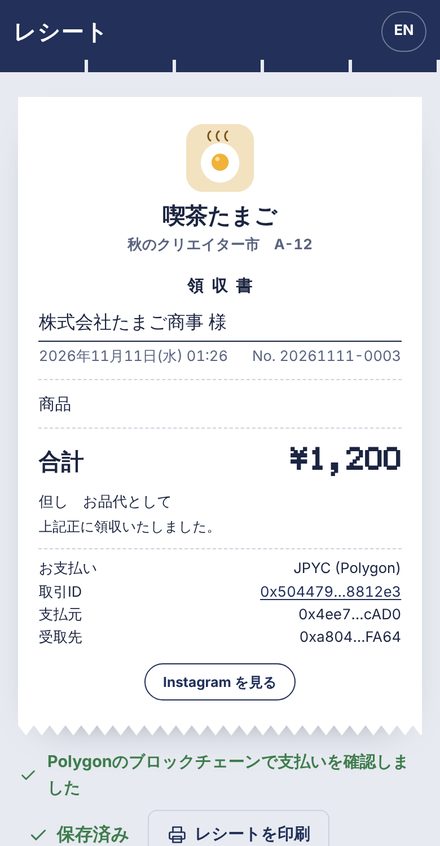 レシート
EN
喫茶たまご
秋のクリエイター市　A-12
領収書
株式会社たまご商事 様
2026年11月11日(水) 01:26 No. 20261111-0003
商品
合計 ¥1,200
但し　お品代として
上記正に領収いたしました。
お支払い JPYC (Polygon)
取引ID 0x504479…8812e3
支払元 0x4ee7…cAD0
受取先 0xa804…FA64
Instagram を見る
Polygonのブロックチェーンで支払いを確認しま
した
保存済み レシートを印刷